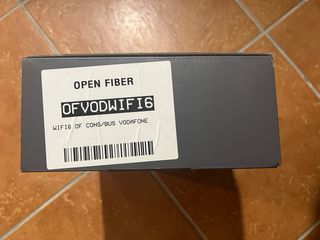 OPEN FIBER
OFVODWIFI6
WIFI6 OF CONS/BUS VODAFONE